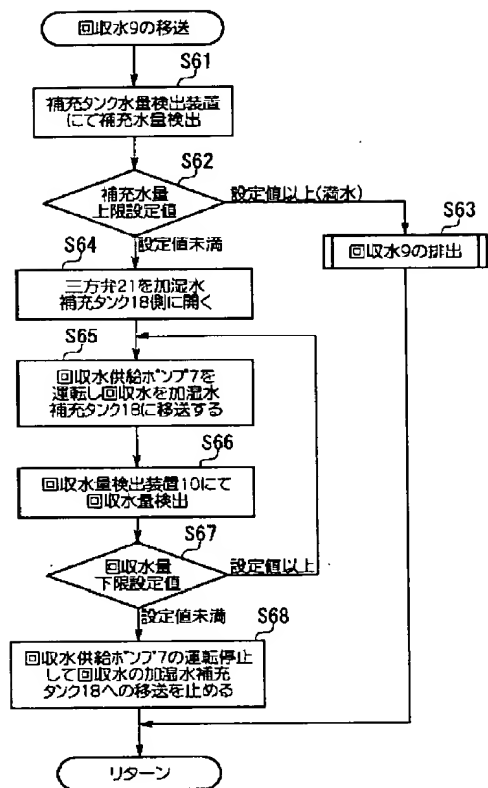 回収水9の移送
S61
補充タンク水量検出装置
にて補充水量検出
S62
補充水量
上限設定値
設定値以上(満水)
S63
回収水9の排出
設定値未満
S64
三方弁21を加湿水
補充タンク18側に開く
S65
回収水供給ポンプ7を
運転し回収水を加湿水
補充タンク18に移送する
S66
回収水量検出装置10にて
回収水量検出
S67
回収水量
下限設定値
設定値以上
設定値未満
S68
回収水供給ポンプ7の運転停止
して回収水の加湿水補充
タンク18への移送を止める
リターン